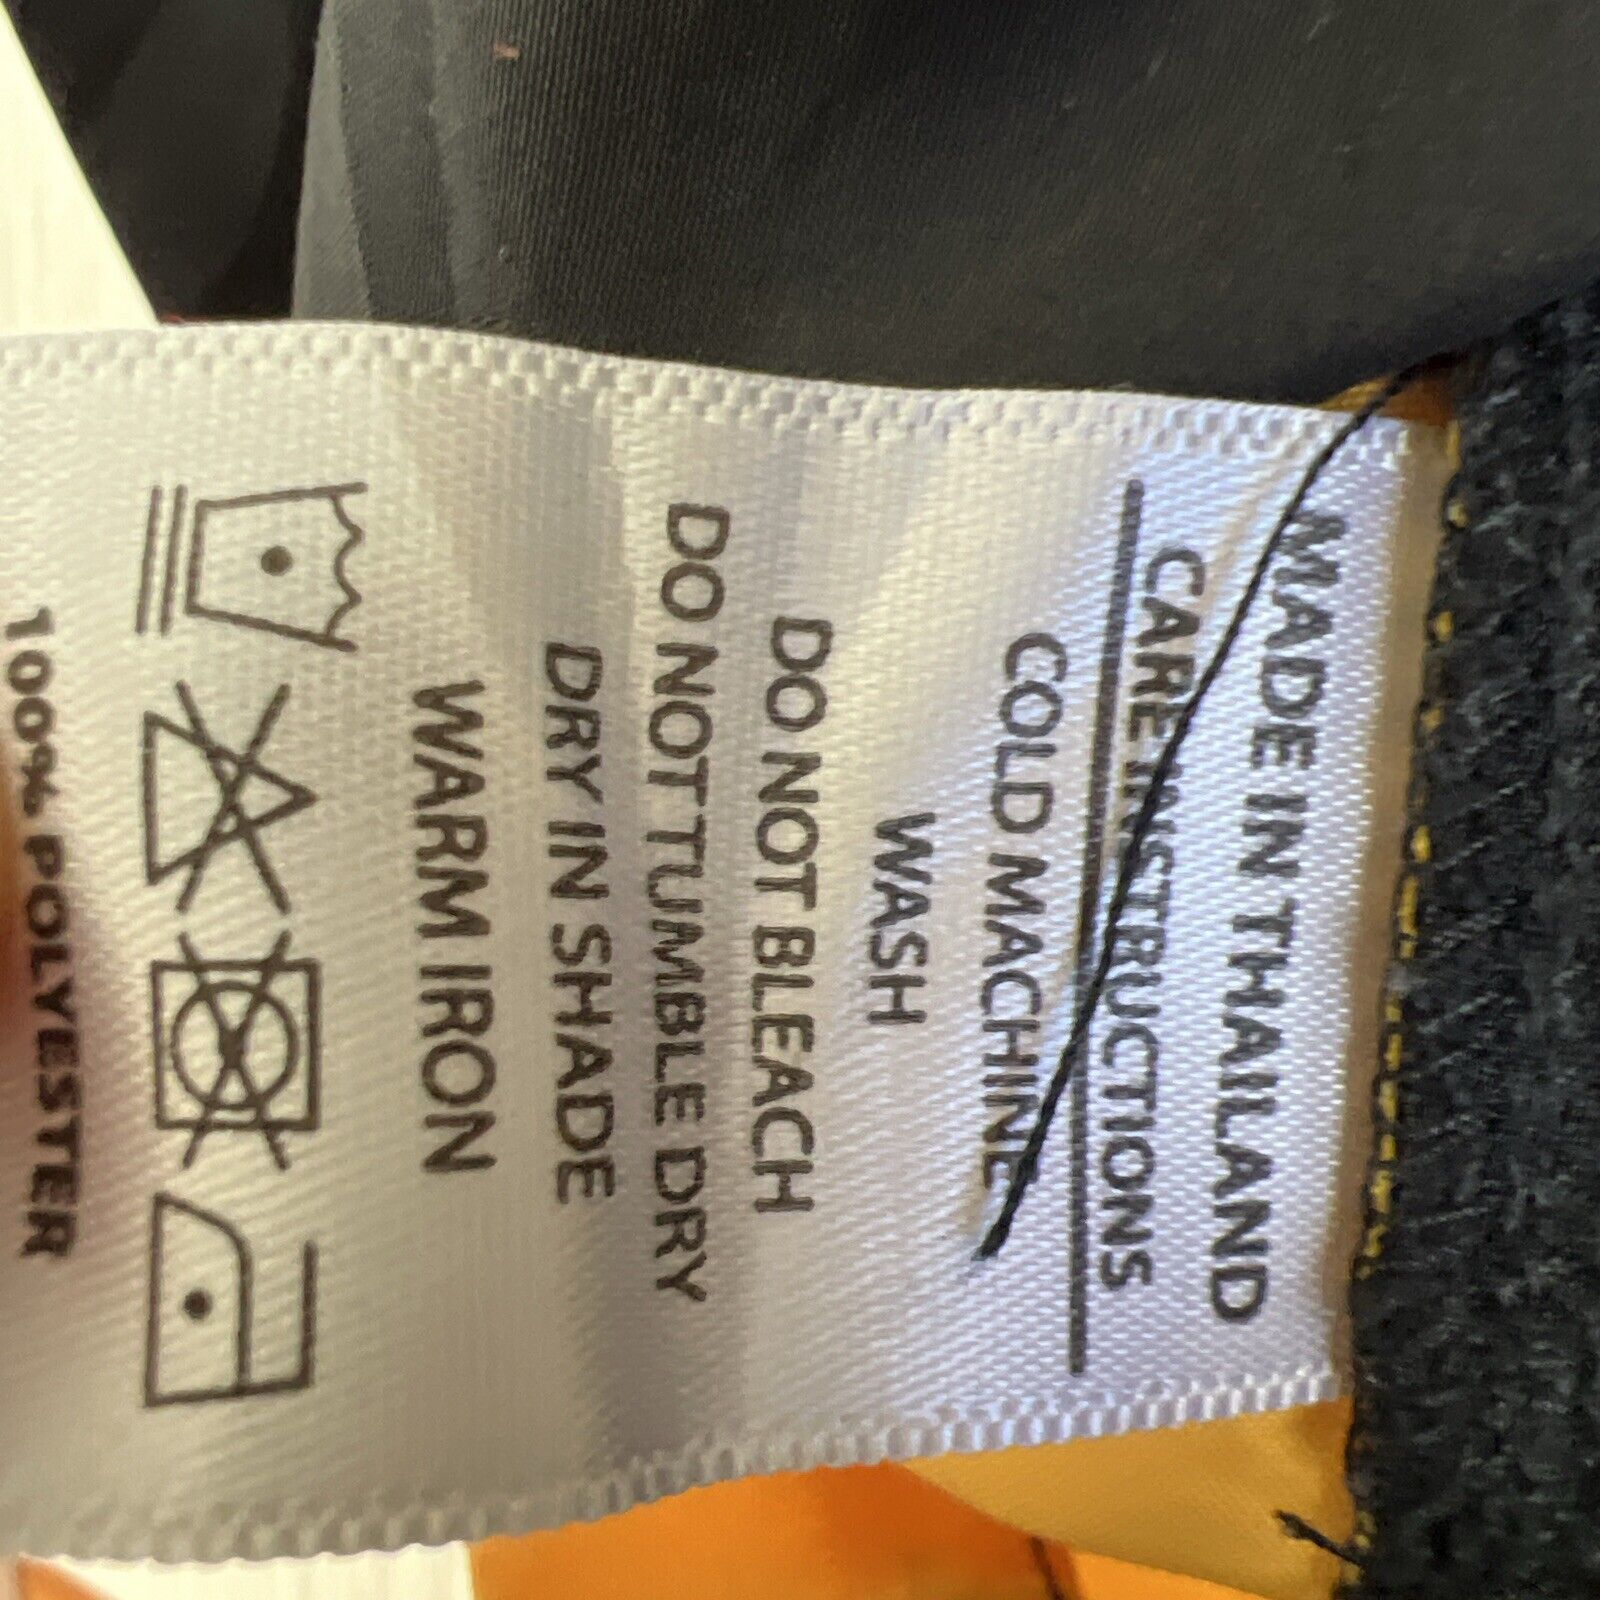 MADE IN THAILAND
CARE INSTRUCTIONS
COLD MACHINE
WASH
DO NOT BLEACH
DO NOT TUMBLE DRY
DRY IN SHADE
WARM IRON
100% POLYESTER